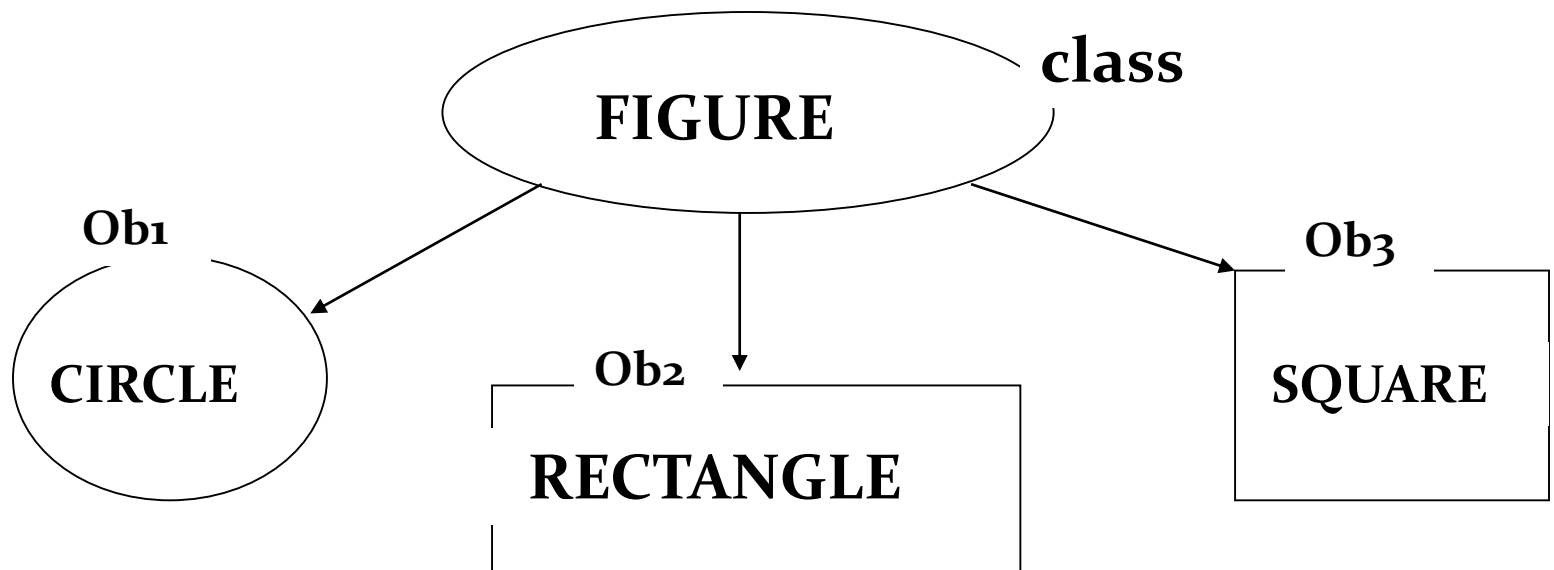 class
FIGURE
Ob1
Ob3
Ob2
CIRCLE
SQUARE
RECTANGLE